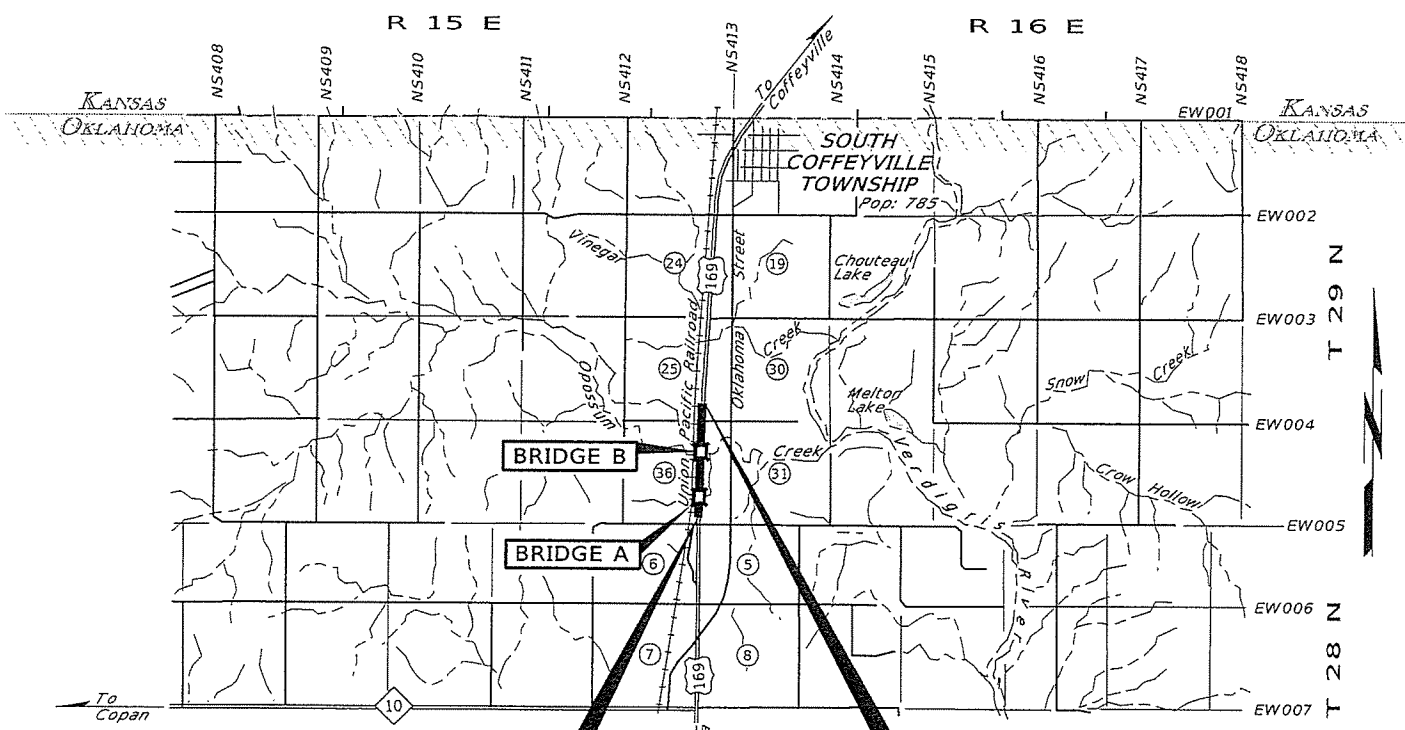 R 15 E
R 16 E
NS408
NS409
NS410
NS411
NS412
NS413
To
Coffeyville
NS414
NS415
NS416
NS417
NS418
KANSAS
OKLAHOMA
EW001
KANSAS
OKLAHOMA
SOUTH
COFFEYVILLE
TOWNSHIP
Pop: 785
EW002
Vinegar
24
169
Street
19
Chouteau
Lake
T 29 N
EW003
Union Pacific Railroad
Oklahoma
Creek
25
30
Opossum
Melton
Lake
Snow Creek
EW004
BRIDGE B
36
Creek
31
Verdigris River
Crow Hollow
EW005
BRIDGE A
6
5
EW006
7
8
169
T 28 N
To
Copan
10
EW007